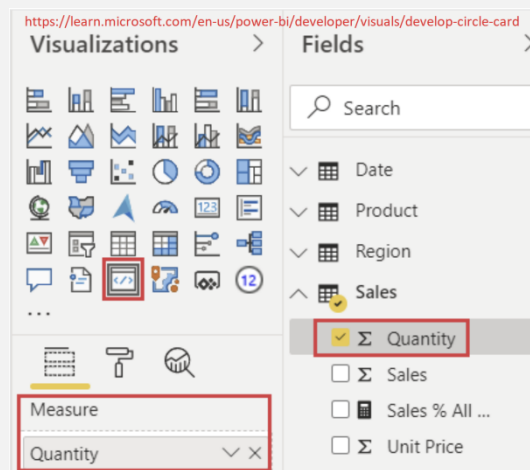 https://learn.microsoft.com/en-us/power-bi/developer/visuals/develop-circle-card
Visualizations
Fields
Search
Date
Product
Region
Sales
Quantity
Sales
Sales % All ...
Unit Price
123
12
...
Measure
Quantity